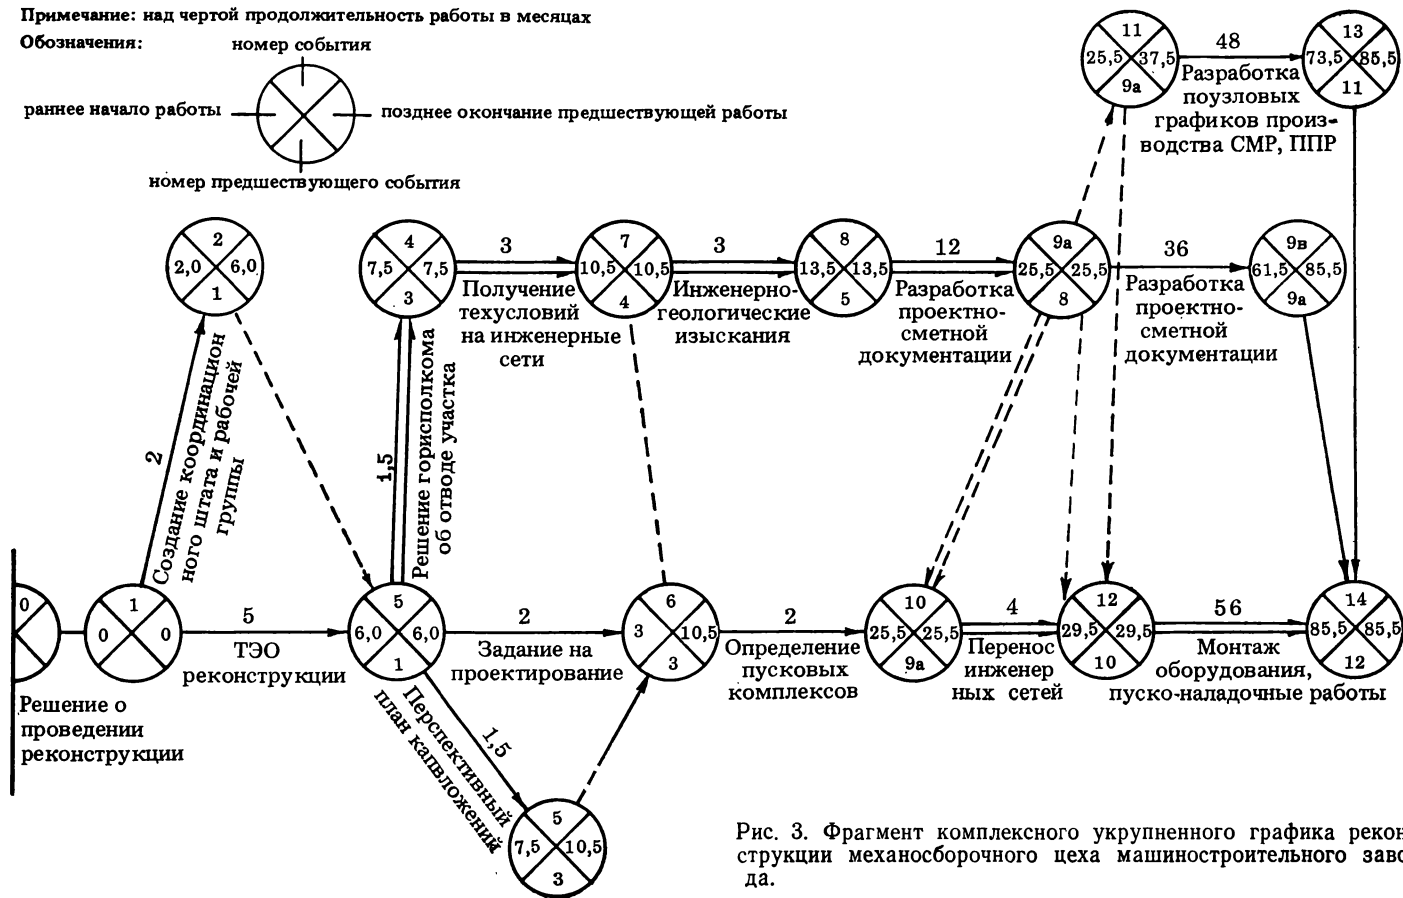 Примечание: над чертой продолжительность работы в месяцах
Обозначения:
номер события
раннее начало работы
позднее окончание предшествующей работы
номер предшествующего события
11
25,5
37,5
9а
48
Разработка
поузловых
графиков произ-
водства СМР, ППР
13
73,5
85,5
11
2
2,0
6,0
1
4
7,5
7,5
3
3
Получение
техусловий
на инженерные
сети
7
10,5
10,5
4
3
Инженерно-
геологические
изыскания
8
13,5
13,5
5
12
Разработка
проектно-
сметной
документации
9а
25,5
25,5
8
36
Разработка
проектно-
сметной
документации
9в
61,5
85,5
9а
2
Создание координацион
ного штата и рабочей
группы
1,5
Решение горисполкома
об отводе участка
0
Решение о
проведении
реконструкции
1
0
0
5
ТЭО
реконструкции
5
6,0
6,0
1
2
Задание на
проектирование
6
3
10,5
3
2
Определение
пусковых
комплексов
10
25,5
25,5
9а
4
Перенос
инженер
ных сетей
12
29,5
29,5
10
56
Монтаж
оборудования,
пуско-наладочные работы
14
85,5
85,5
12
1,5
Перспективный
план капвложений
5
7,5
10,5
3
Рис. 3. Фрагмент комплексного укрупненного графика рекон
струкции механосборочного цеха машиностроительного заво
да.